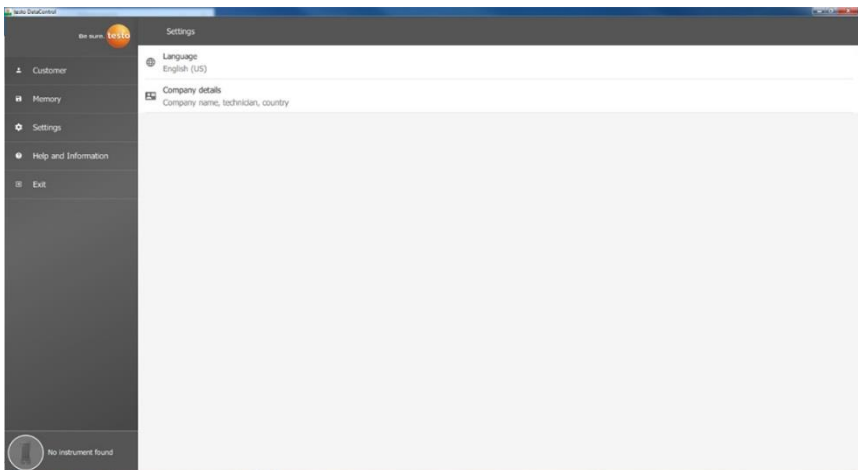 testo DataControl
Be sure. testo
Settings
Customer
Memory
Settings
Help and Information
Exit
Language
English (US)
Company details
Company name, technician, country
No instrument found